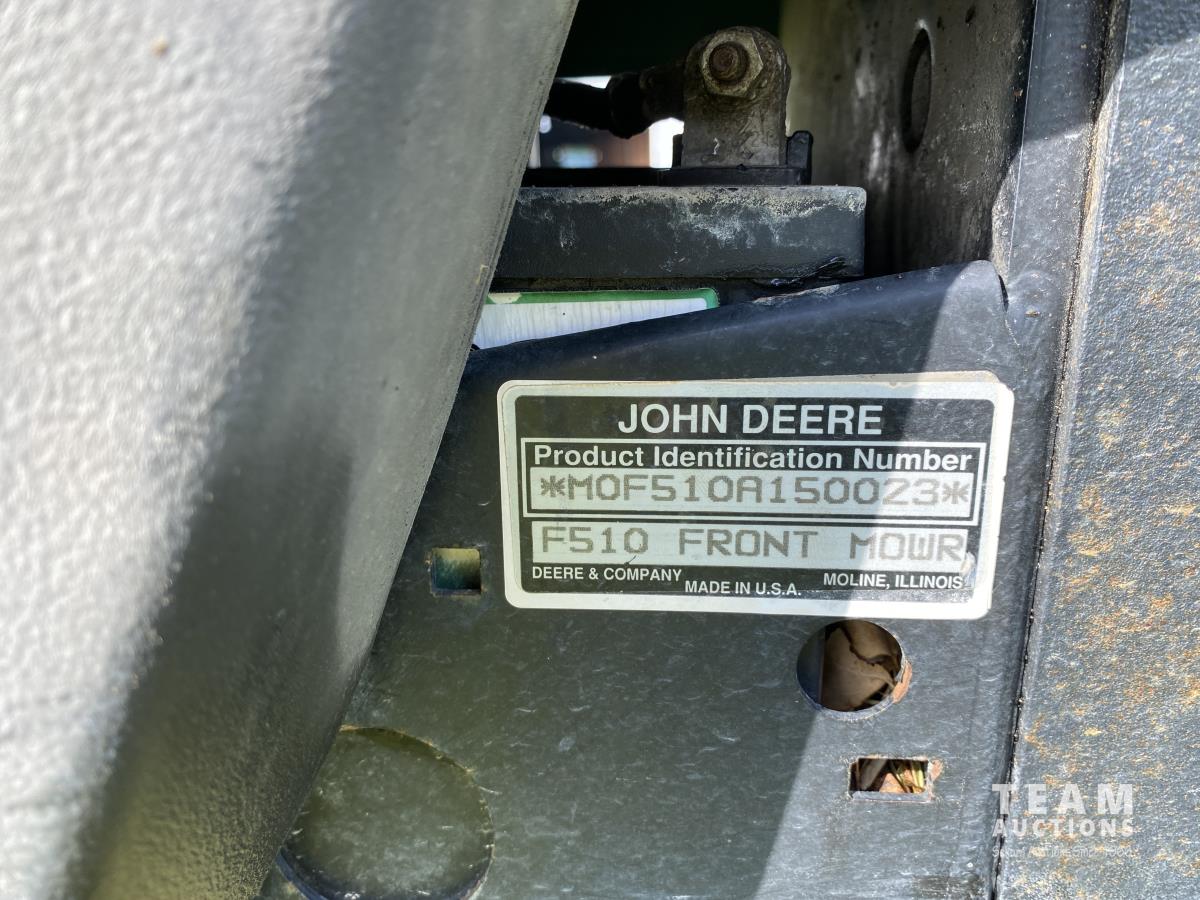 JOHN DEERE
Product Identification Number
*M0F510A150023*
F510 FRONT MOWR
DEERE & COMPANY MADE IN U.S.A. MOLINE, ILLINOIS
TEAM
AUCTIONS